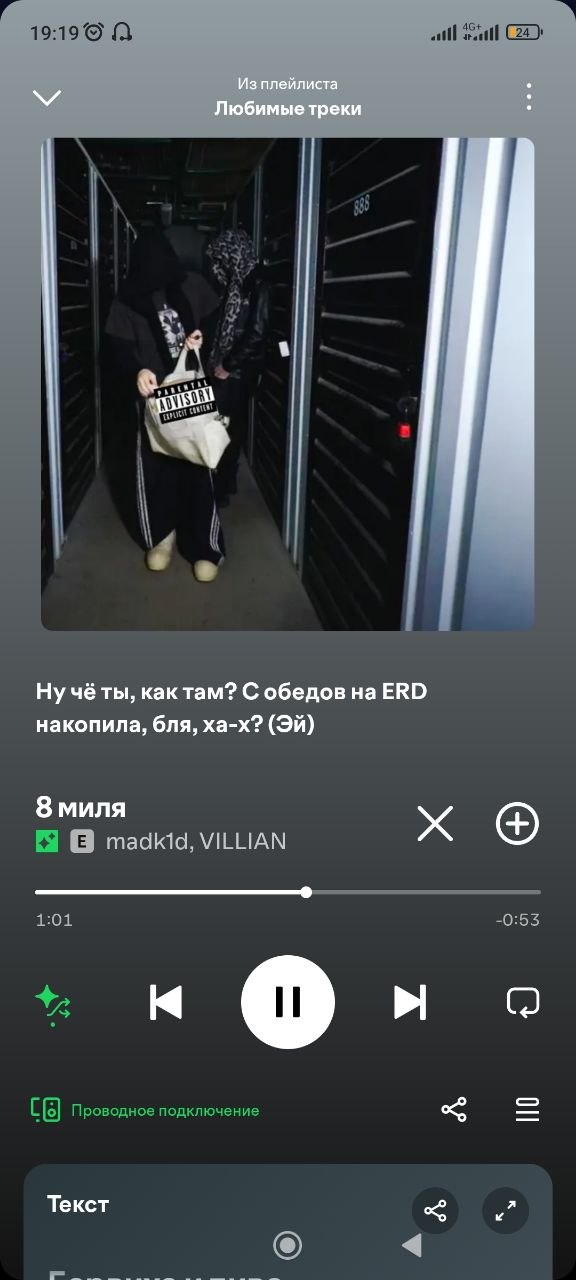 19:19
4G+
24
Из плейлиста
Любимые треки
888
PARENTAL
ADVISORY
EXPLICIT CONTENT
Ну чё ты, как там? С обедов на ERD
накопила, бля, ха-х? (Эй)
8 миля
E madk1d, VILLIAN
1:01
-0:53
Проводное подключение
Текст